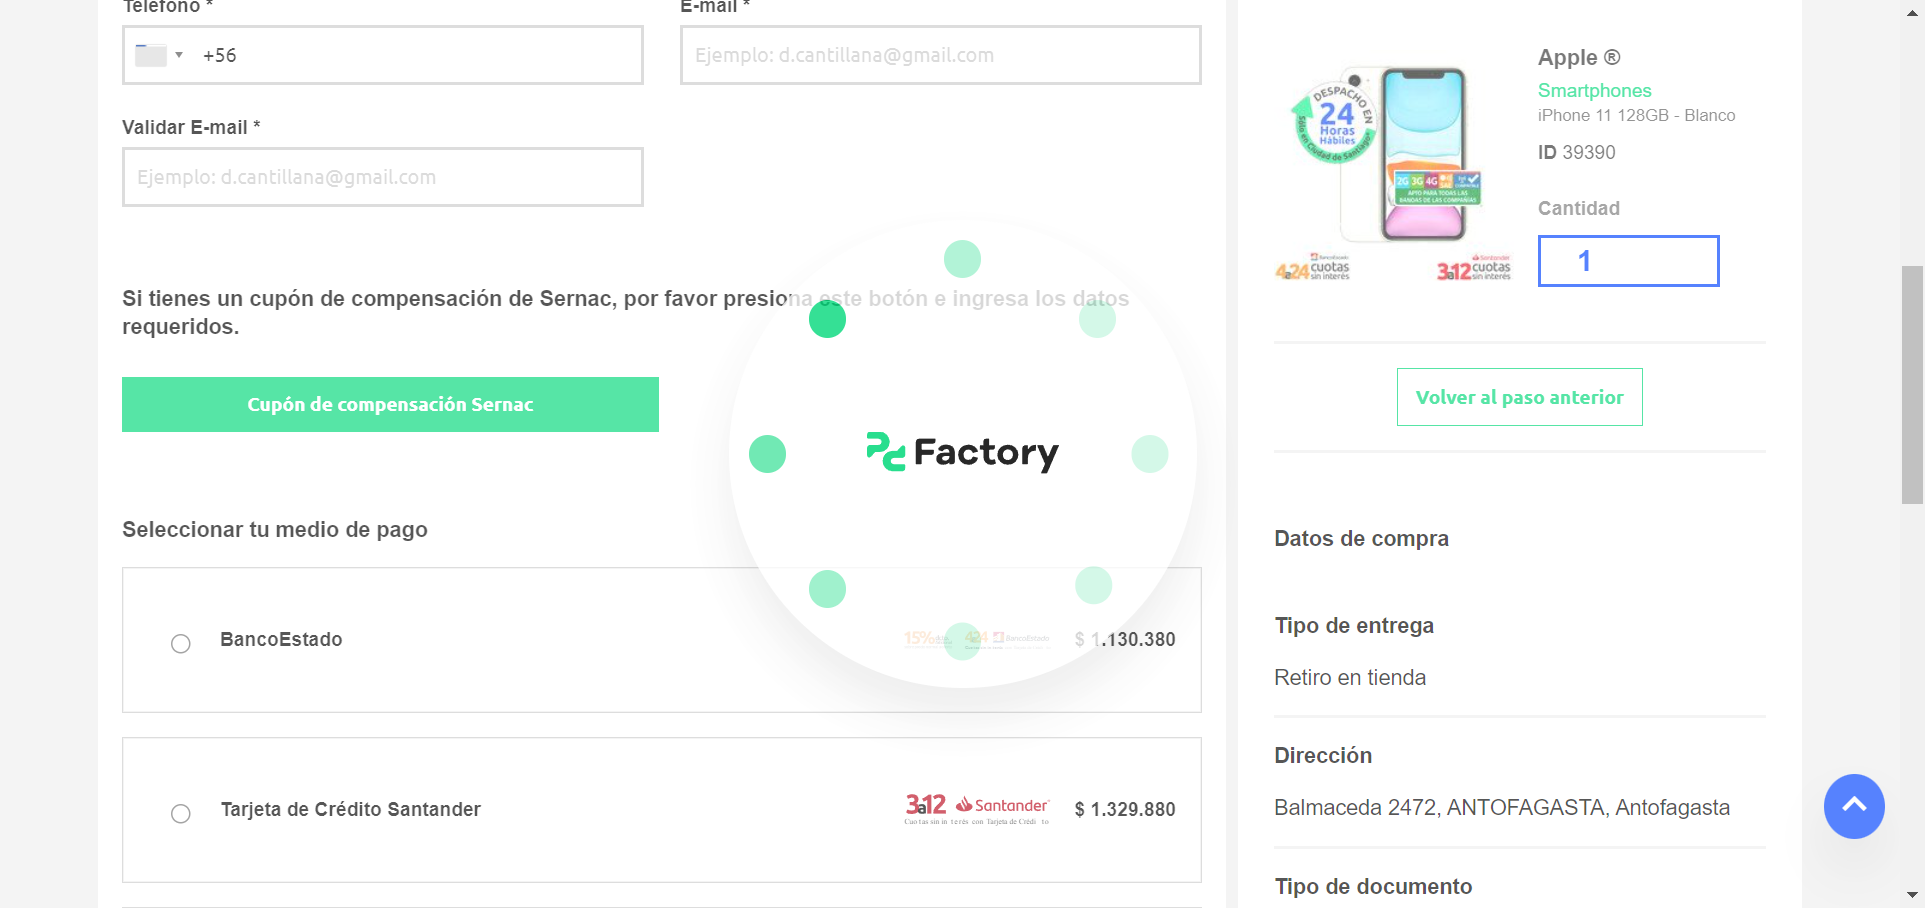 Teléfono *
E-mail *
+56
Ejemplo: d.cantillana@gmail.com
Validar E-mail *
Ejemplo: d.cantillana@gmail.com
Si tienes un cupón de compensación de Sernac, por favor presiona este botón e ingresa los datos
requeridos.
Cupón de compensación Sernac
Factory
Seleccionar tu medio de pago
BancoEstado
15%
4a24 BancoEstado
$ 1.130.380
Tarjeta de Crédito Santander
3a12 Santander
Cuotas sin interés con Tarjeta de Crédito
$ 1.329.880
DESPACHO EN
24
Horas
Hábiles
Sólo en Ciudad de Santiago
2G 3G 4G
APTO PARA TODAS LAS
BANDAS DE LAS COMPAÑÍAS
BancoEstado
4a24 cuotas
sin interés
Santander
3a12 cuotas
sin interés
Apple ®
Smartphones
iPhone 11 128GB - Blanco
ID 39390
Cantidad
1
Volver al paso anterior
Datos de compra
Tipo de entrega
Retiro en tienda
Dirección
Balmaceda 2472, ANTOFAGASTA, Antofagasta
Tipo de documento